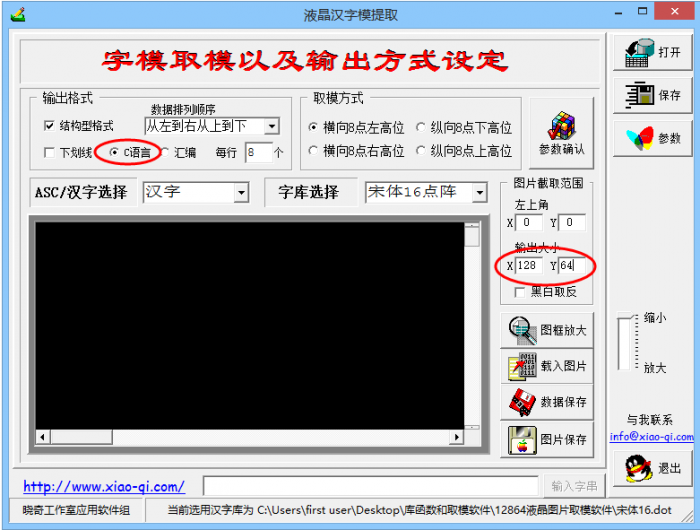 液晶汉字模提取
字模取模以及输出方式设定
打开
保存
参数
输出格式
数据排列顺序
结构型格式 从左到右从上到下
下划线 C语言 汇编 每行 8 个
取模方式
横向8点左高位 纵向8点下高位
横向8点右高位 纵向8点上高位
参数确认
ASC/汉字选择 汉字 字库选择 宋体16点阵
图片截取范围
左上角
X 0 Y 0
输出大小
X 128 Y 64
黑白取反
图框放大
载入图片
数据保存
图片保存
缩小
放大
与我联系
info@xiao-qi.com
退出
http://www.xiao-qi.com/ 输入字串
晓奇工作室应用软件组 当前选用汉字库为 C:\Users\first user\Desktop\库函数和取模软件\12864液晶图片取模软件\宋体16.dot